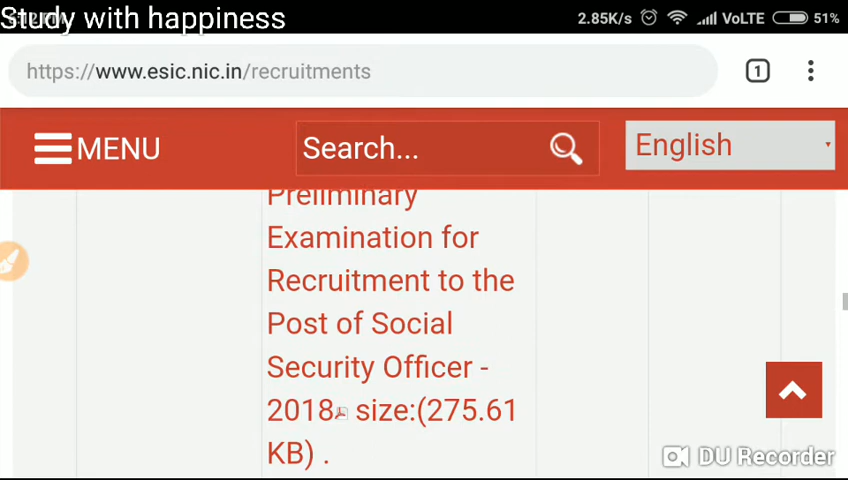 Study with happiness
2.85K/s VoLTE 51%
https://www.esic.nic.in/recruitments
1
MENU
Search...
English
Preliminary
Examination for
Recruitment to the
Post of Social
Security Officer -
2018 size:(275.61
KB) .
DU Recorder